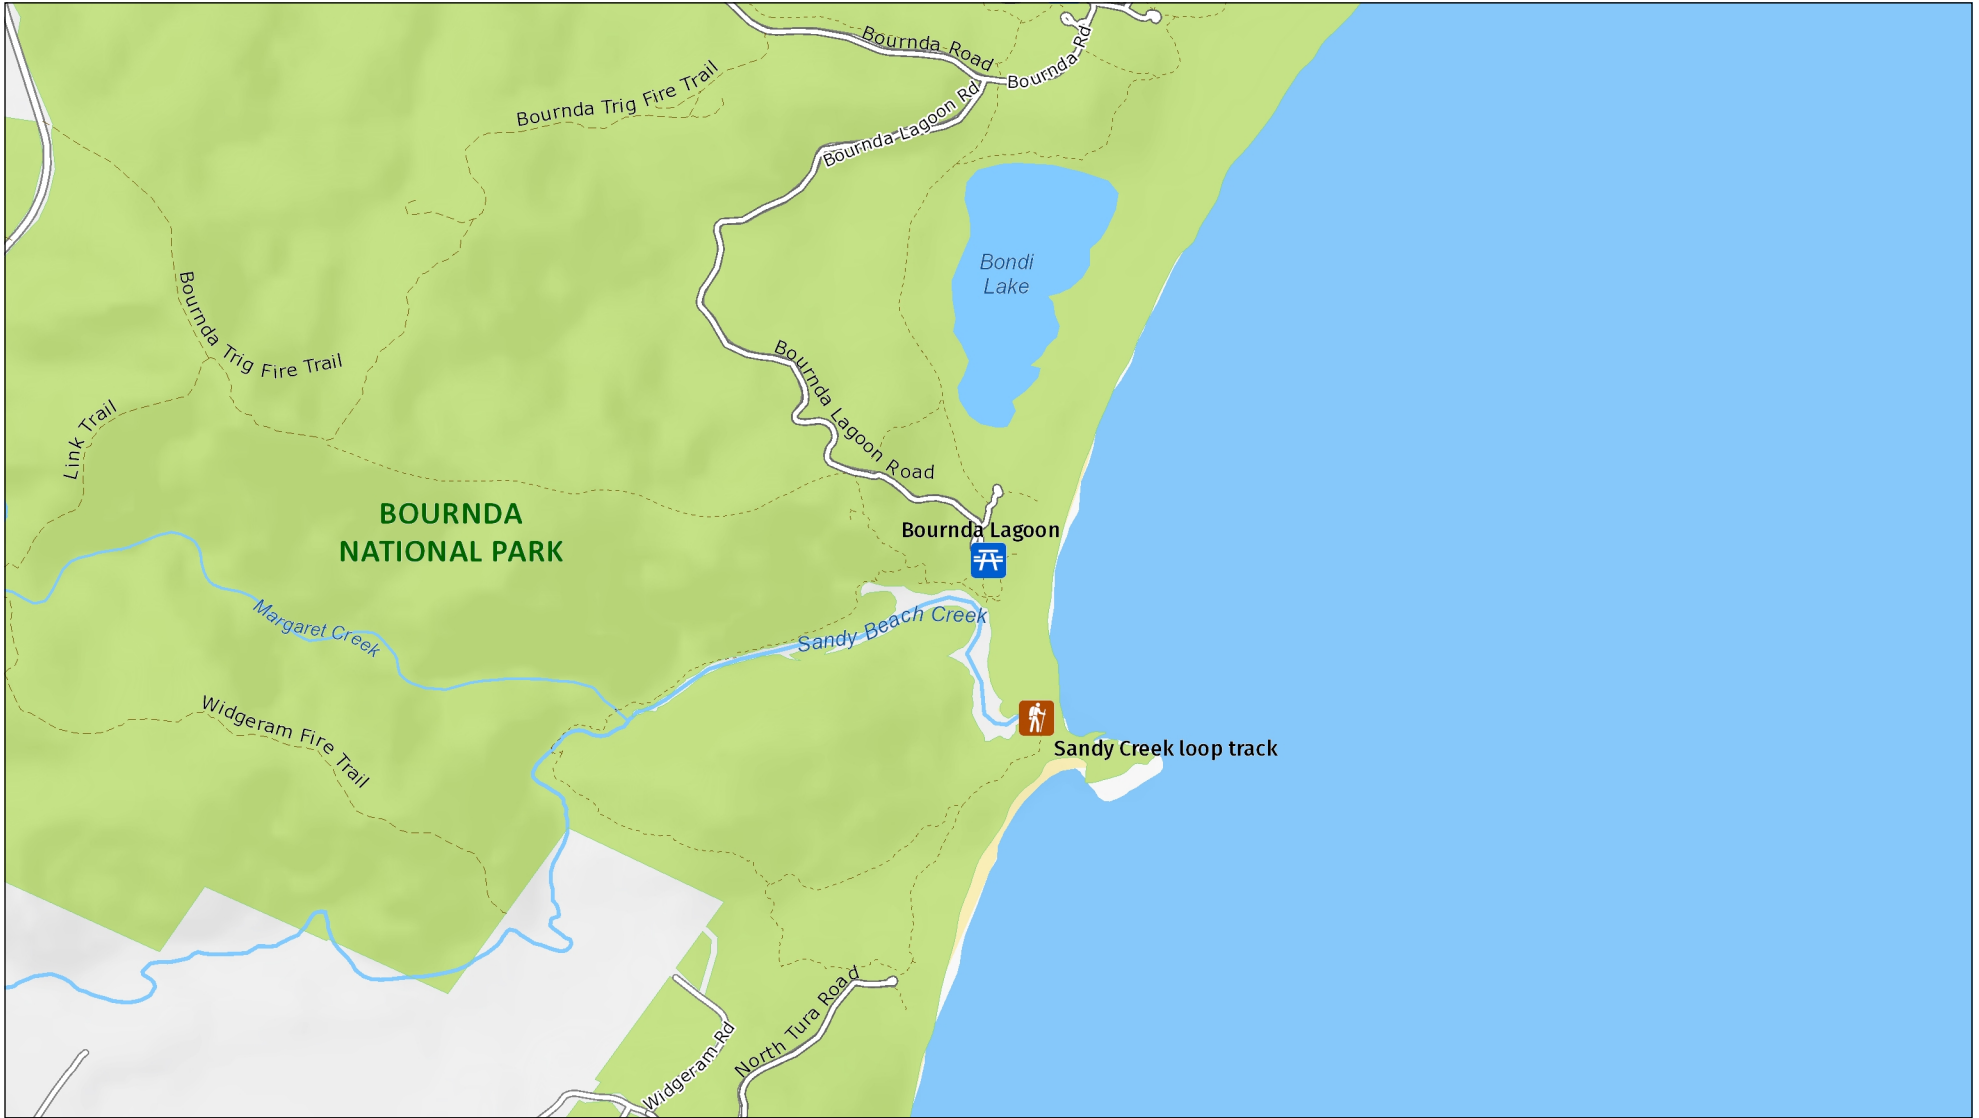 Bournda Road
Bournda Rd
Bournda Trig Fire Trail
Bournda Lagoon Rd
Bondi
Lake
Bournda Trig Fire Trail
Bournda Lagoon Road
Link Trail
BOURNDA
NATIONAL PARK
Bournda Lagoon
Margaret Creek
Sandy Beach Creek
Widgeram Fire Trail
Sandy Creek loop track
North Tura Road
Widgeram Rd